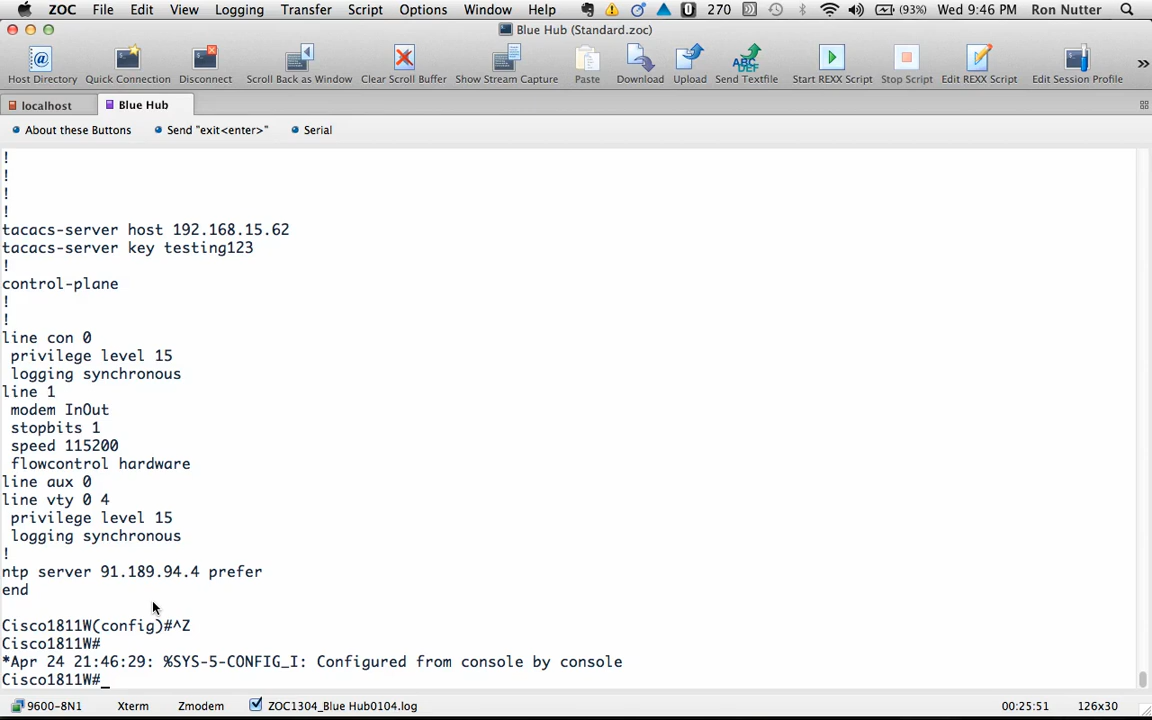 ZOC File Edit View Logging Transfer Script Options Window Help 270 (93%) Wed 9:46 PM Ron Nutter
Blue Hub (Standard.zoc)
Host Directory Quick Connection Disconnect Scroll Back as Window Clear Scroll Buffer Show Stream Capture Paste Download Upload Send Textfile Start REXX Script Stop Script Edit REXX Script Edit Session Profile
localhost Blue Hub
About these Buttons Send "exit<enter>" Serial
!
!
!
!
tacacs-server host 192.168.15.62
tacacs-server key testing123
!
control-plane
!
!
line con 0
privilege level 15
logging synchronous
line 1
modem InOut
stopbits 1
speed 115200
flowcontrol hardware
line aux 0
line vty 0 4
privilege level 15
logging synchronous
!
ntp server 91.189.94.4 prefer
end
Cisco1811W(config)#^Z
Cisco1811W#
*Apr 24 21:46:29: %SYS-5-CONFIG_I: Configured from console by console
Cisco1811W#_
9600-8N1 Xterm Zmodem ZOC1304_Blue Hub0104.log 00:25:51 126x30